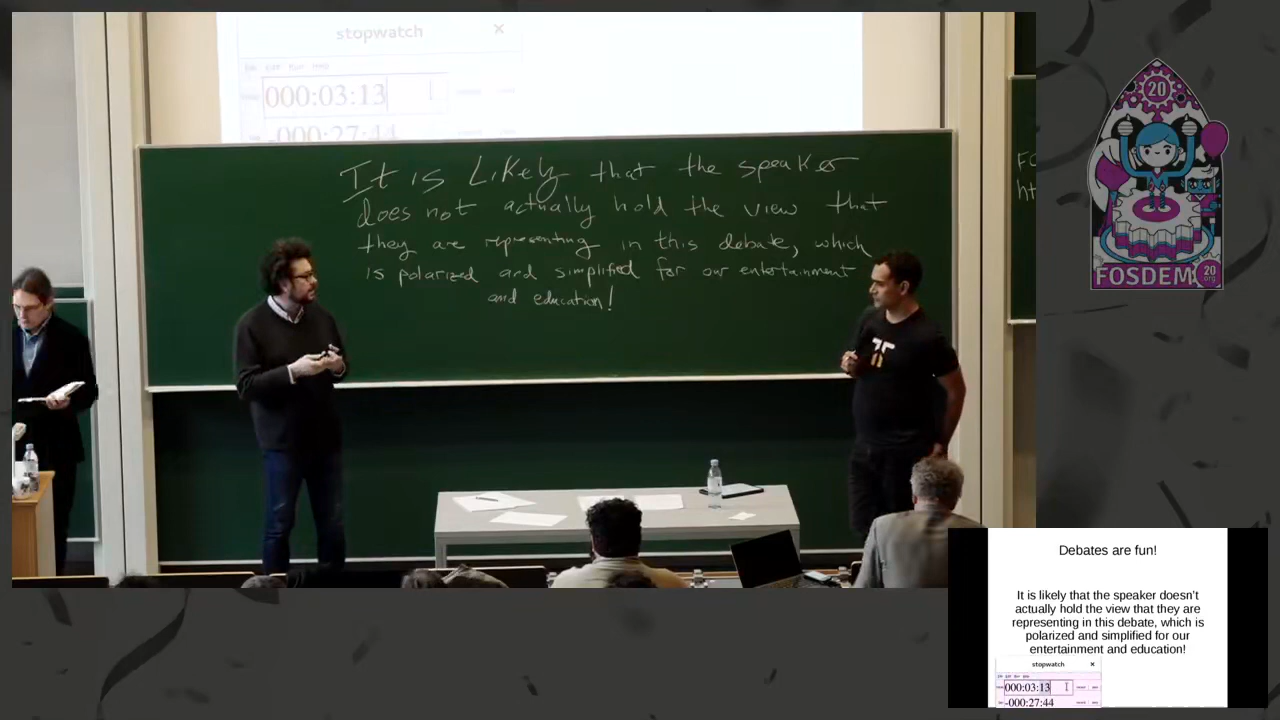 stopwatch
000:03:13
-000:27:44
It is Likely that the speaker
does not actually hold the view that
they are representing in this debate, which
is polarized and simplified for our entertainment
and education!
20
FOSDEM 20
.org
Debates are fun!
It is likely that the speaker doesn't
actually hold the view that they are
representing in this debate, which is
polarized and simplified for our
entertainment and education!
stopwatch
000:03:13
-000:27:44